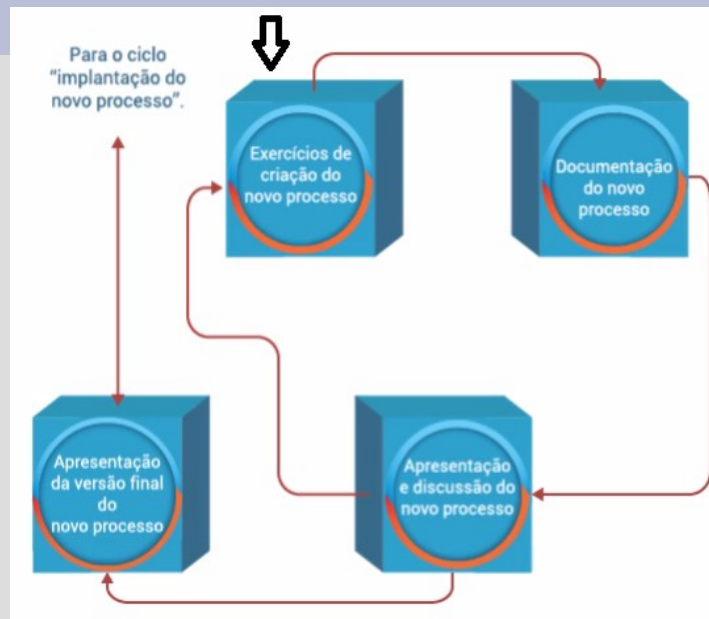 Para o ciclo
“implantação do
novo processo”.
Exercícios de
criação do
novo processo
Documentação
do novo
processo
Apresentação
da versão final
do
novo processo
Apresentação
e discussão do
novo processo